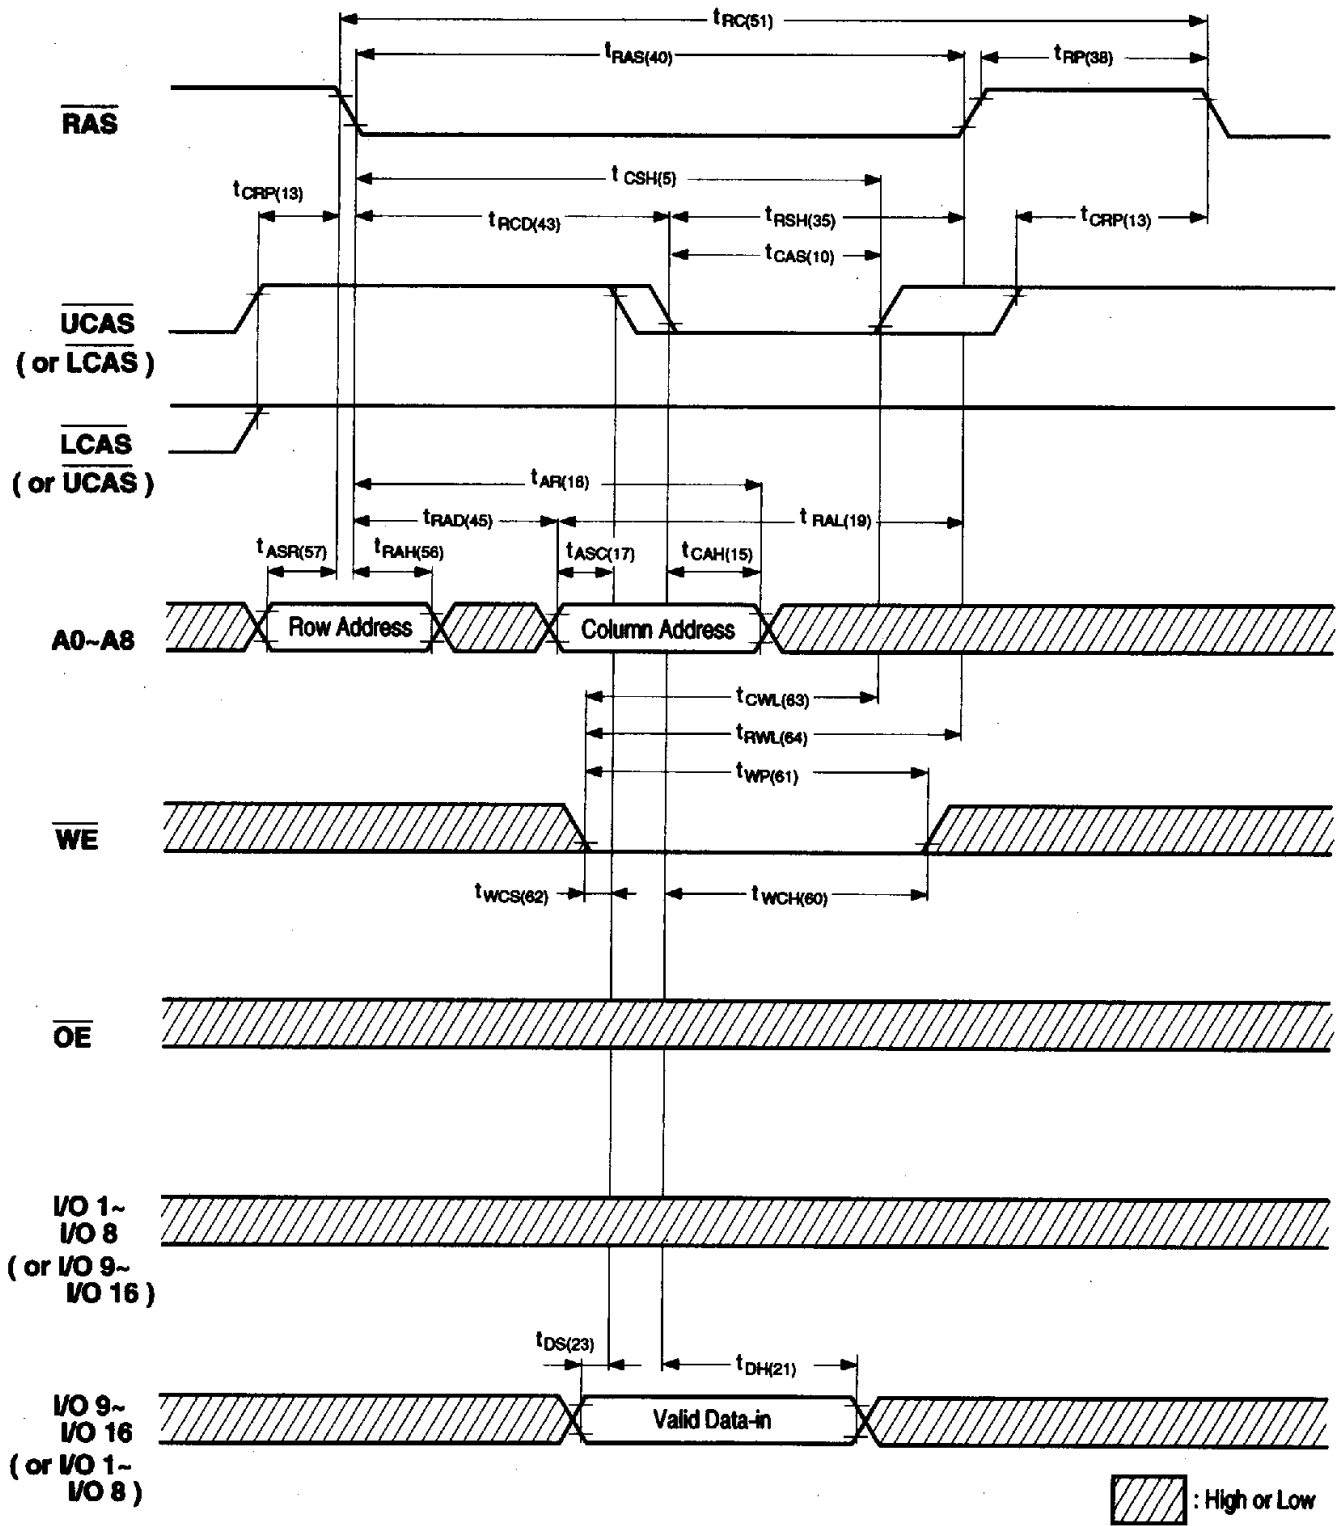 tRC(51)
tRAS(40)
tRP(38)
RAS
tCSH(5)
tCRP(13)
tRCD(43)
tRSH(35)
tCRP(13)
tCAS(10)
UCAS
( or LCAS )
LCAS
( or UCAS )
tAR(16)
tRAD(45)
tRAL(19)
tASR(57)
tRAH(56)
tASC(17)
tCAH(15)
A0~A8
Row Address
Column Address
tCWL(63)
tRWL(64)
tWP(61)
WE
tWCS(62)
tWCH(60)
OE
I/O 1~
I/O 8
( or I/O 9~
I/O 16 )
tDS(23)
tDH(21)
I/O 9~
I/O 16
( or I/O 1~
I/O 8 )
Valid Data-in
: High or Low